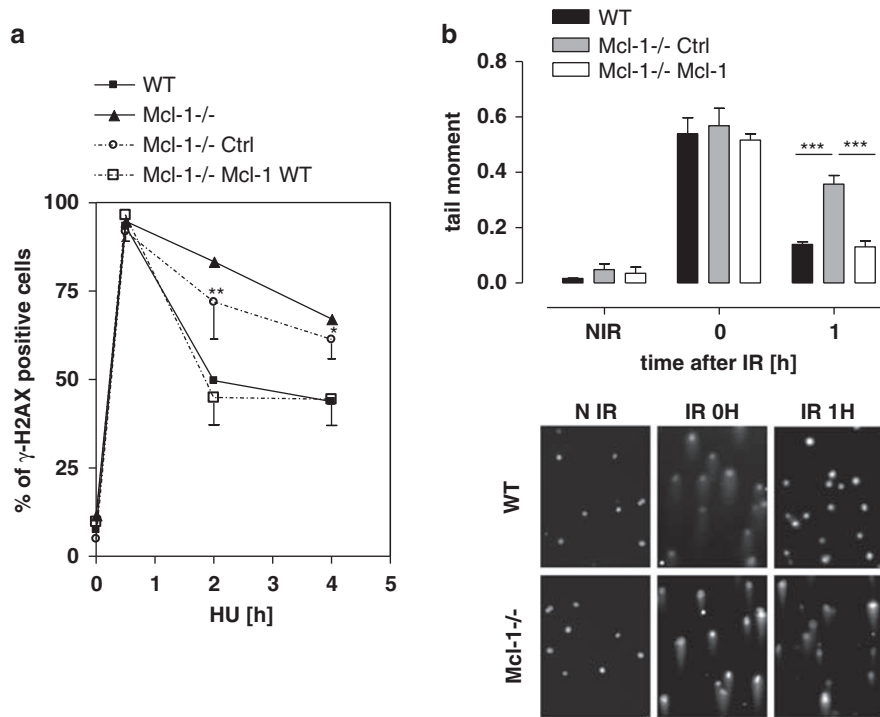 a
WT
Mcl-1-/-
Mcl-1-/- Ctrl
Mcl-1-/- Mcl-1 WT
% of γ-H2AX positive cells
100
75
50
25
0
**
*
0 1 2 3 4 5
HU [h]
b
WT
Mcl-1-/- Ctrl
Mcl-1-/- Mcl-1
tail moment
0.8
0.6
0.4
0.2
0.0
*** ***
NIR 0 1
time after IR [h]
N IR IR 0H IR 1H
WT
Mcl-1-/-